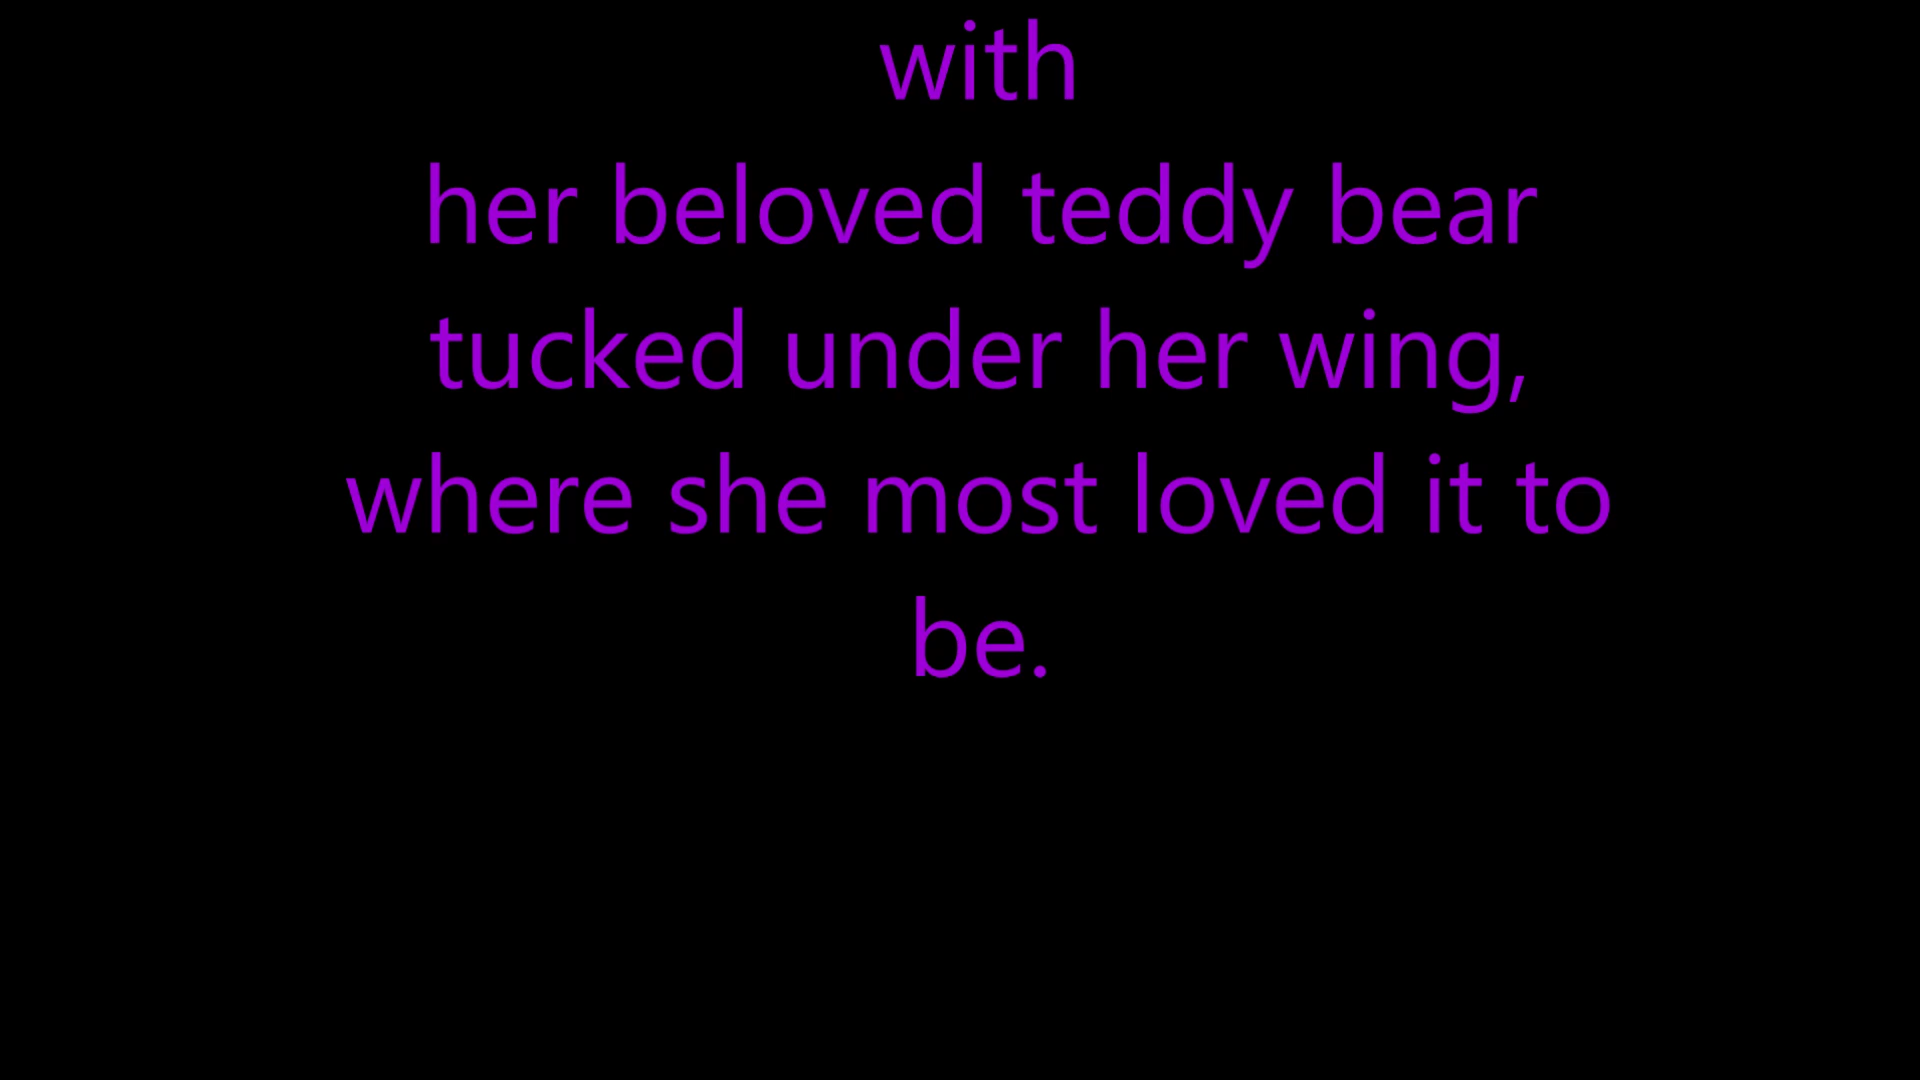 with
her beloved teddy bear
tucked under her wing,
where she most loved it to
be.